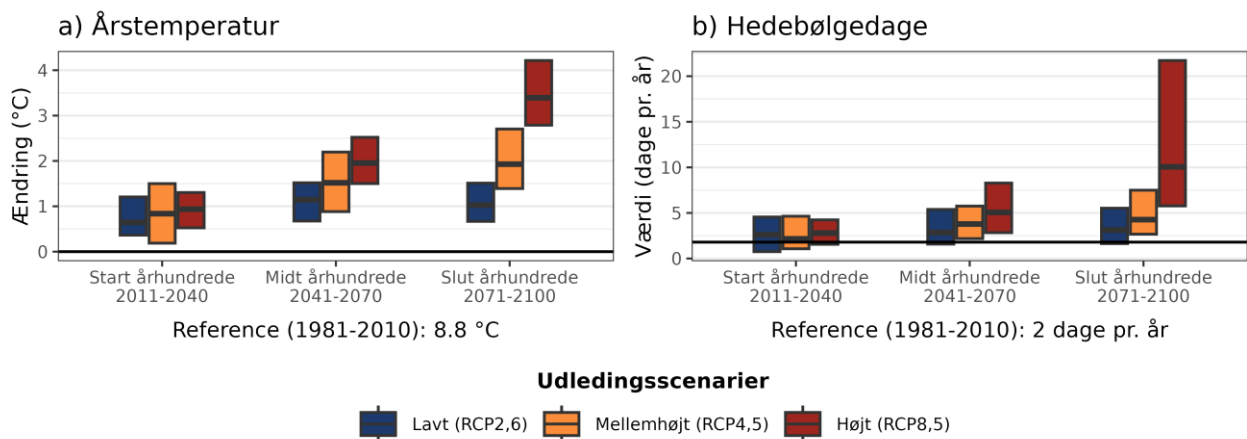 a) Årstemperatur
Ændring (°C)
4
3
2
1
0
Start århundrede
2011-2040
Midt århundrede
2041-2070
Slut århundrede
2071-2100
Reference (1981-2010): 8.8 °C
b) Hedebølgedage
Værdi (dage pr. år)
20
15
10
5
0
Start århundrede
2011-2040
Midt århundrede
2041-2070
Slut århundrede
2071-2100
Reference (1981-2010): 2 dage pr. år
Udledingsscenarier
Lavt (RCP2,6)
Mellemhøjt (RCP4,5)
Højt (RCP8,5)